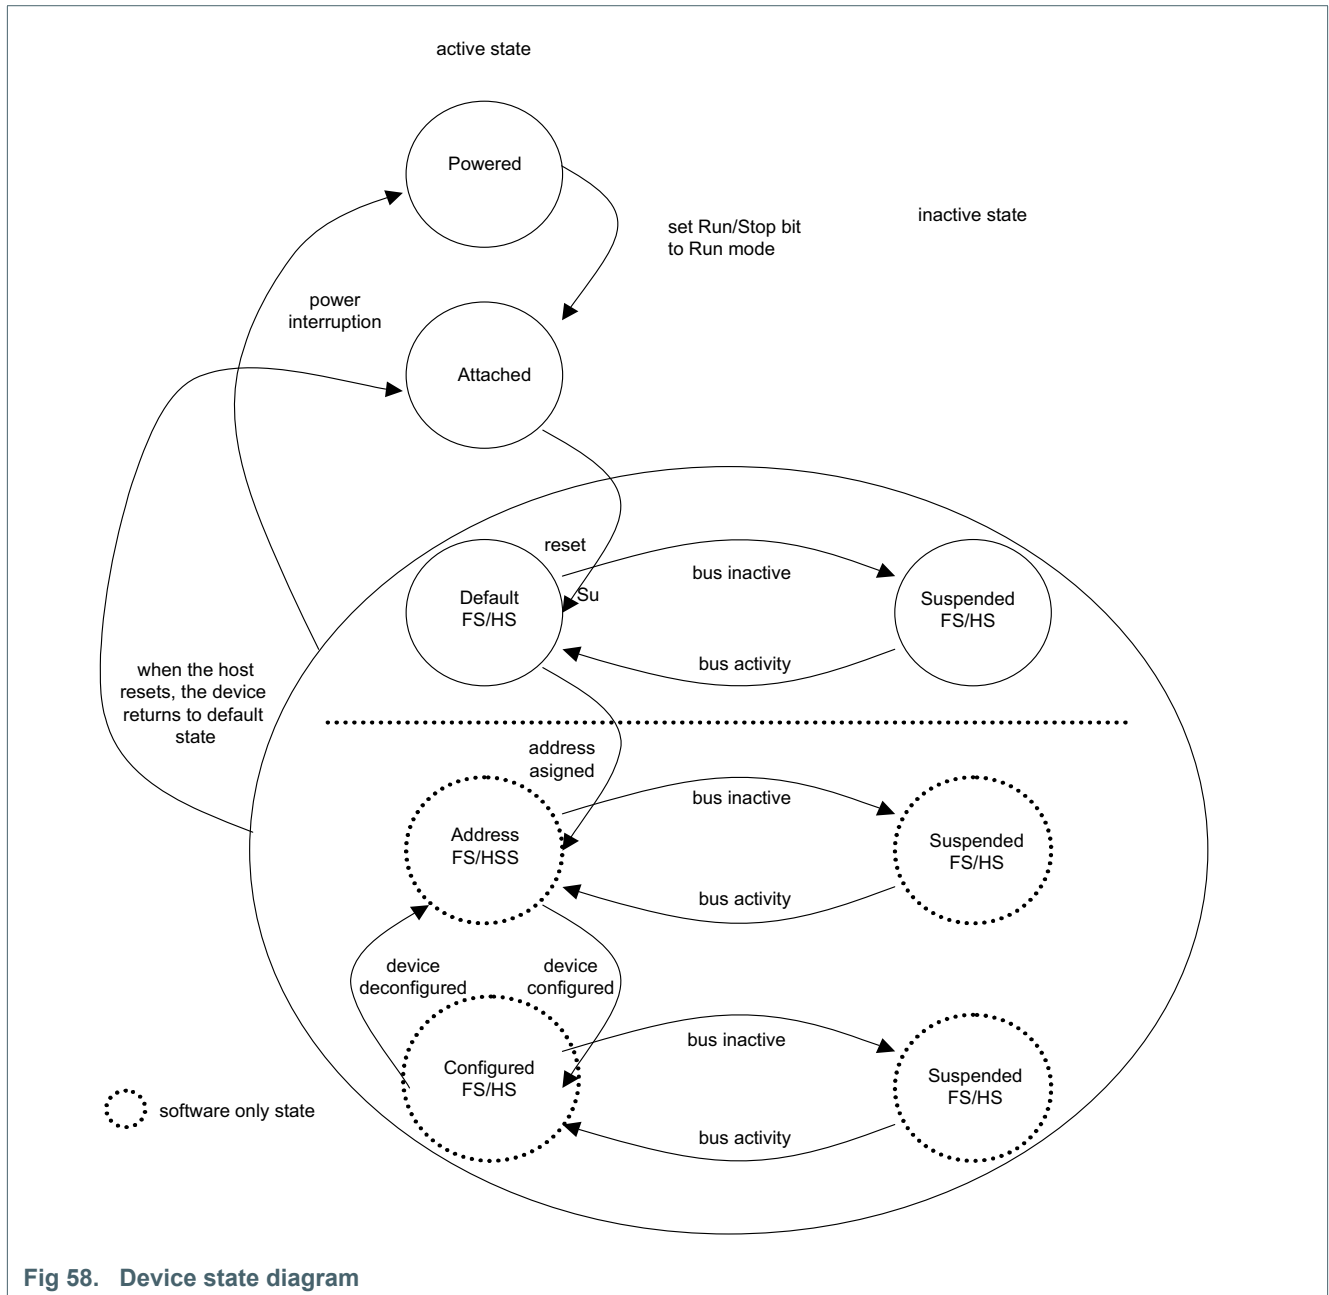 active state
Powered
inactive state
set Run/Stop bit
to Run mode
power
interruption
Attached
reset
bus inactive
Su
Default
FS/HS
Suspended
FS/HS
bus activity
when the host
resets, the device
returns to default
state
address
asigned
bus inactive
Address
FS/HSS
Suspended
FS/HS
bus activity
device
deconfigured
device
configured
bus inactive
Configured
FS/HS
Suspended
FS/HS
software only state
bus activity
Fig 58. Device state diagram